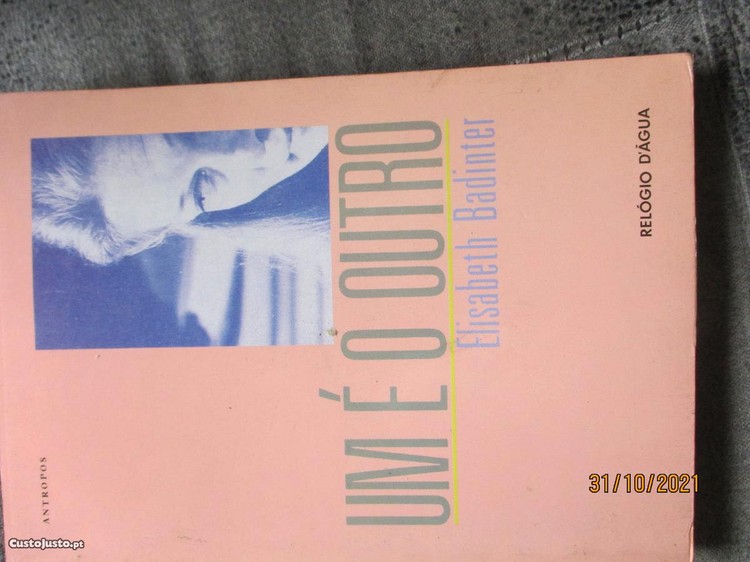 ANTROPOS
UM É O OUTRO
Elisabeth Badinter
RELÓGIO D'ÁGUA
31/10/2021
CustoJusto.pt